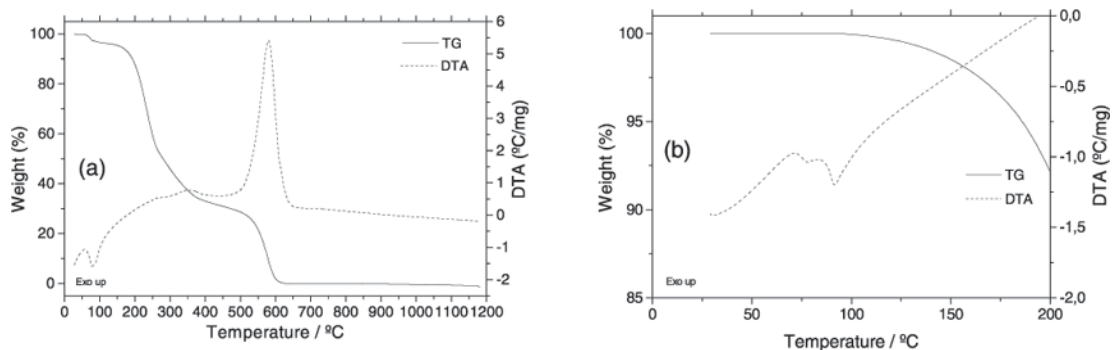 TG
DTA
(a)
Exo up
Weight (%)
100
80
60
40
20
0
DTA (ºC/mg)
6
5
4
3
2
1
0
-1
-2
0 100 200 300 400 500 600 700 800 900 1000 1100 1200
Temperature / ºC
(b)
TG
DTA
Exo up
Weight (%)
100
95
90
85
DTA (ºC/mg)
0,0
-0,5
-1,0
-1,5
-2,0
0 50 100 150 200
Temperature / ºC